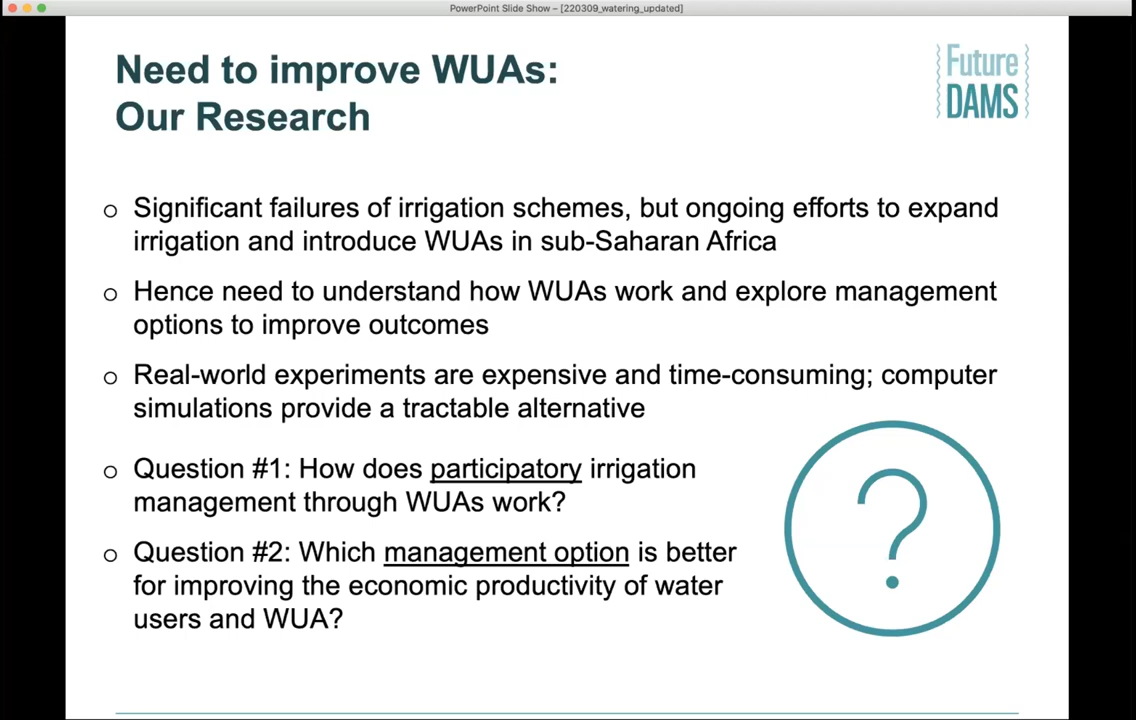 PowerPoint Slide Show – [220309_watering_updated]
Need to improve WUAs:
Our Research
Future
DAMS
o Significant failures of irrigation schemes, but ongoing efforts to expand
irrigation and introduce WUAs in sub-Saharan Africa
o Hence need to understand how WUAs work and explore management
options to improve outcomes
o Real-world experiments are expensive and time-consuming; computer
simulations provide a tractable alternative
o Question #1: How does participatory irrigation
management through WUAs work?
o Question #2: Which management option is better
for improving the economic productivity of water
users and WUA?
?